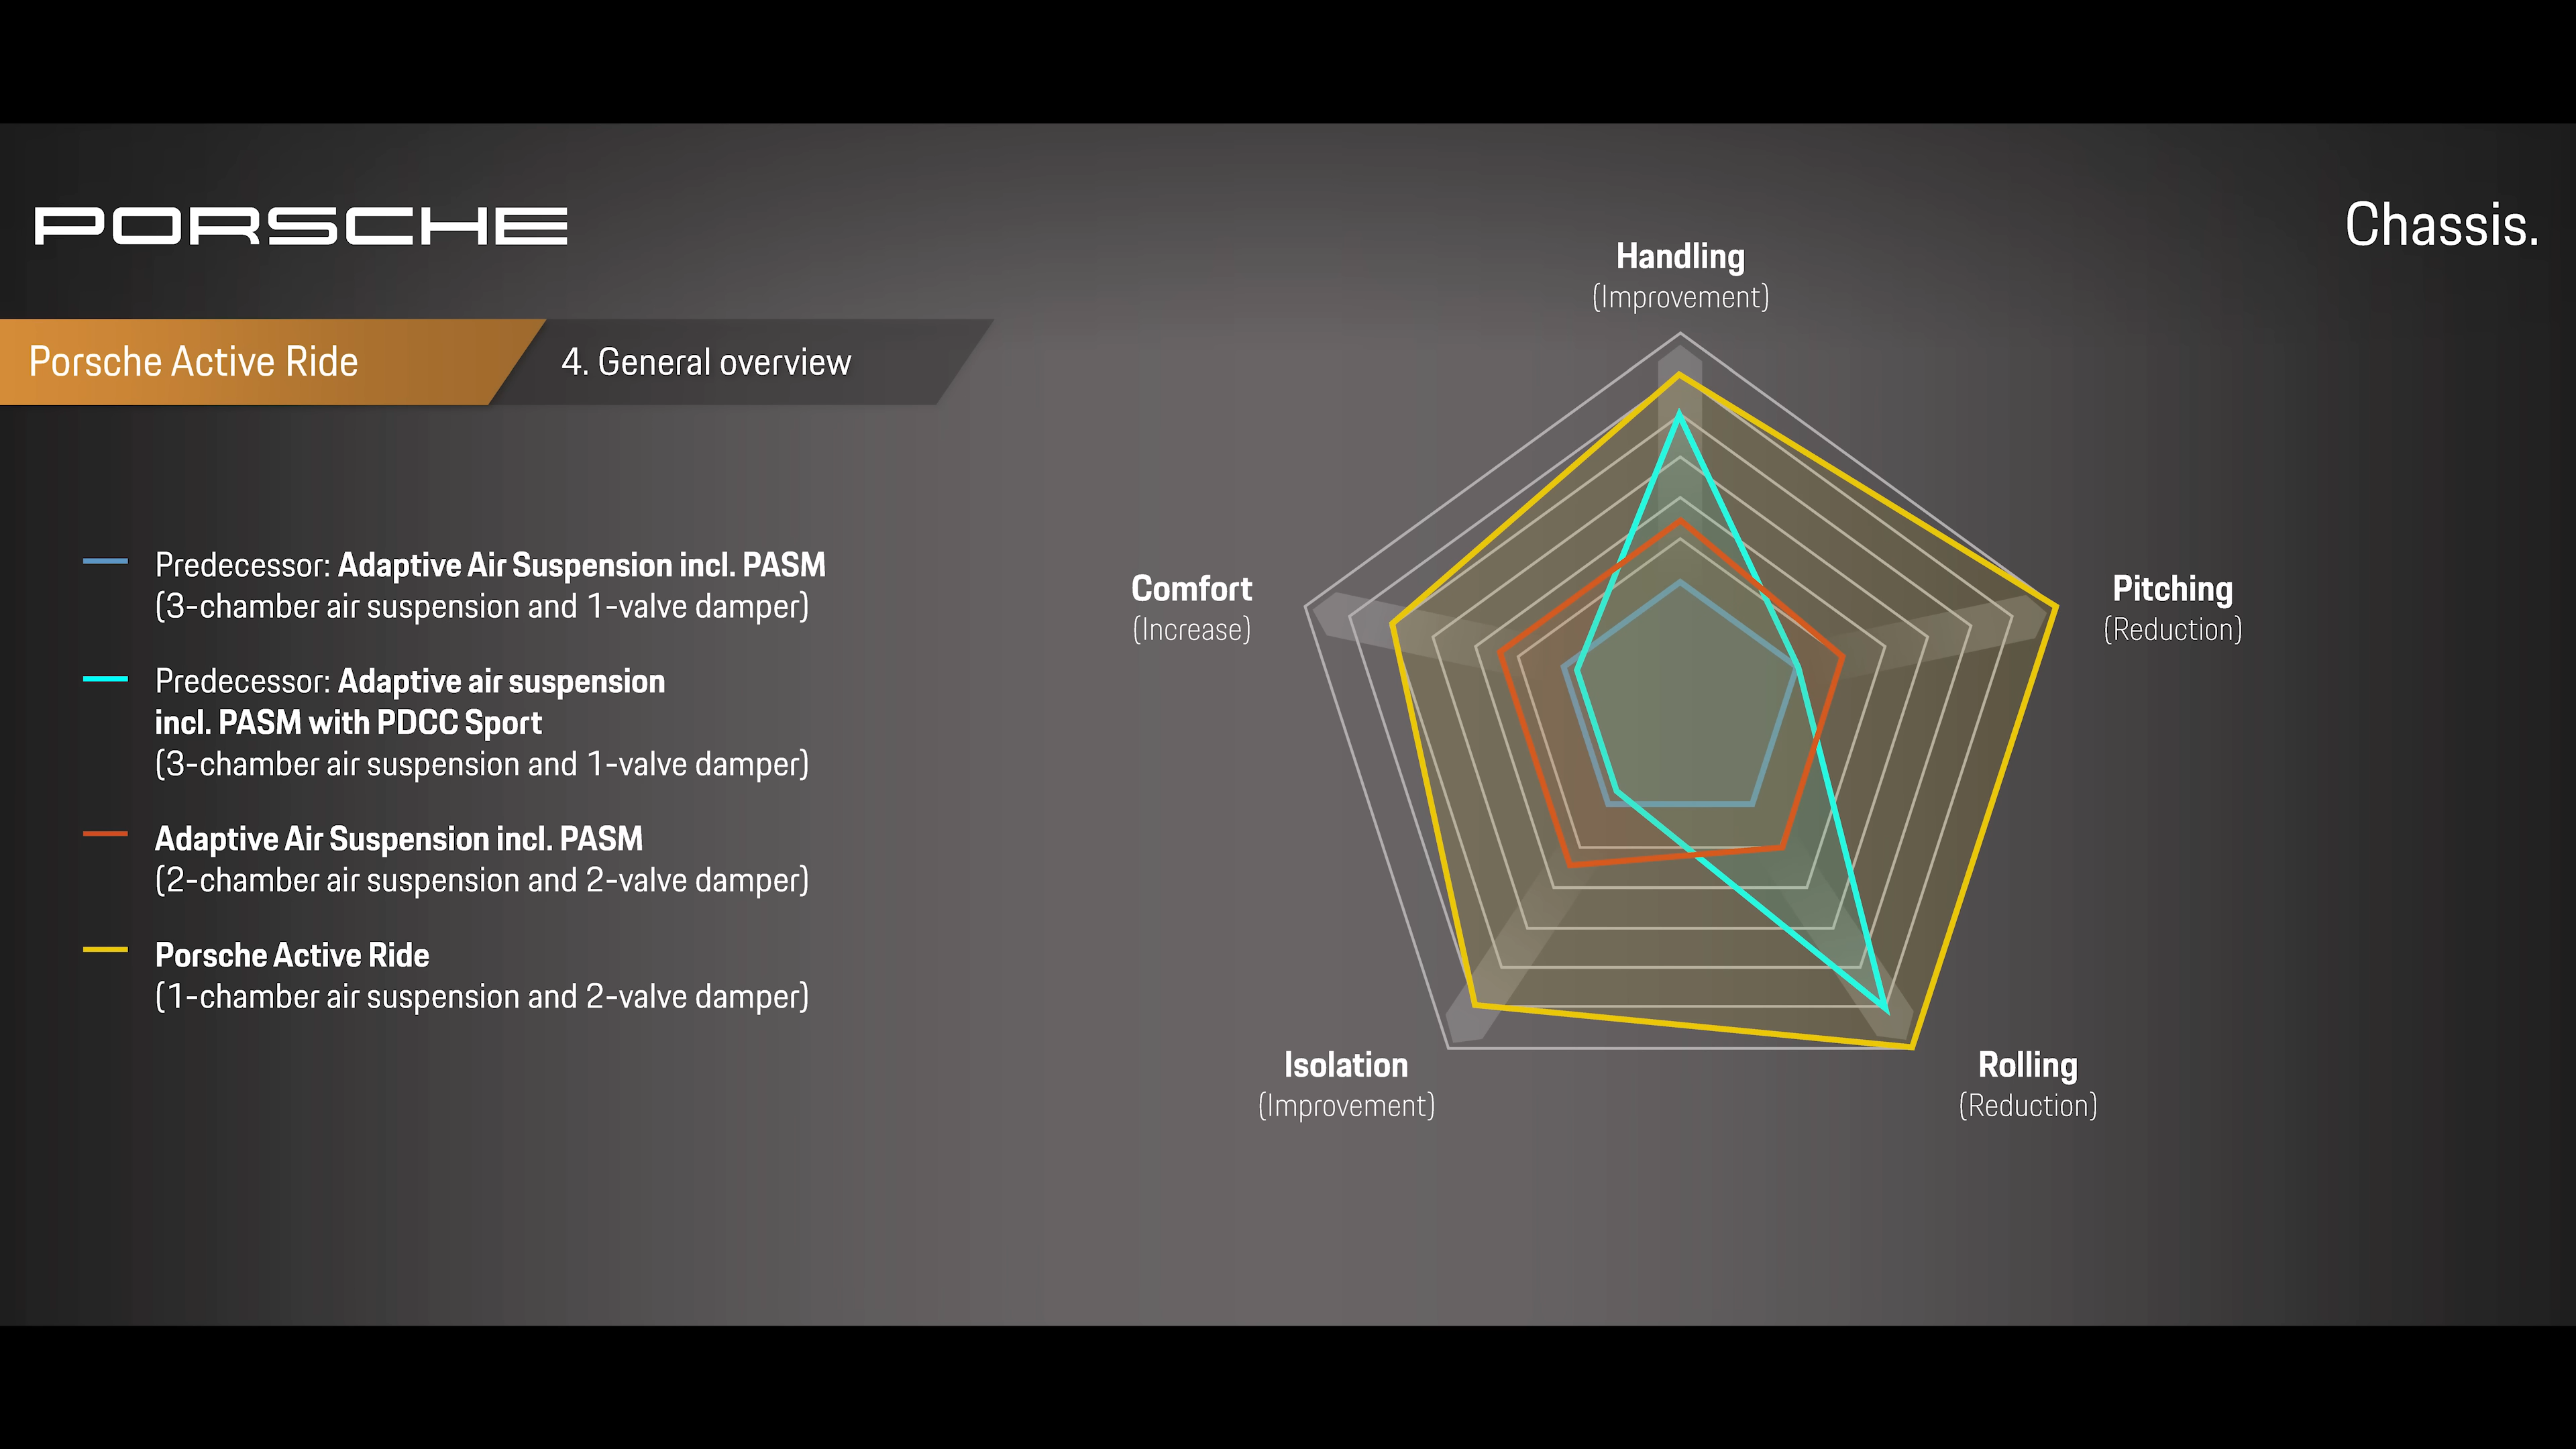 PORSCHE
Chassis.
Porsche Active Ride
4. General overview
Predecessor: Adaptive Air Suspension incl. PASM
(3-chamber air suspension and 1-valve damper)
Predecessor: Adaptive air suspension
incl. PASM with PDCC Sport
(3-chamber air suspension and 1-valve damper)
Adaptive Air Suspension incl. PASM
(2-chamber air suspension and 2-valve damper)
Porsche Active Ride
(1-chamber air suspension and 2-valve damper)
Handling
(Improvement)
Comfort
(Increase)
Pitching
(Reduction)
Isolation
(Improvement)
Rolling
(Reduction)